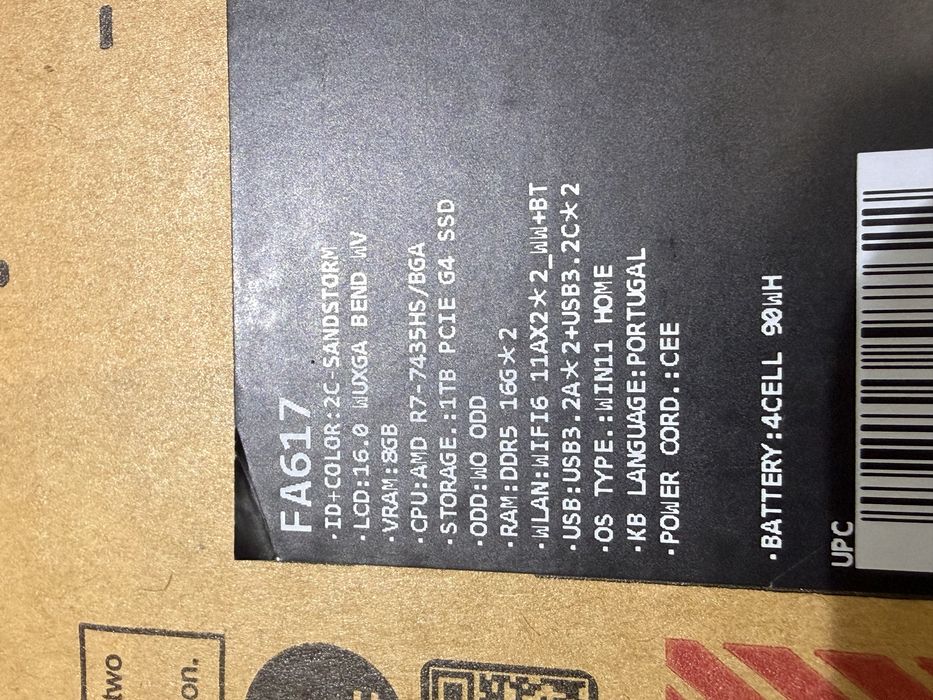 FA617
·ID+COLOR:2C-SANDSTORM
·LCD:16.0 WUXGA BEND WV
·VRAM:8GB
·CPU:AMD R7-7435HS/BGA
·STORAGE.:1TB PCIE G4 SSD
·ODD:WO ODD
·RAM:DDR5 16G*2
·WLAN:WIFI6 11AX2*2_WW+BT
·USB:USB3.2A*2+USB3.2C*2
·OS TYPE.:WIN11 HOME
·KB LANGUAGE:PORTUGAL
·POWER CORD.:CEE
·BATTERY:4CELL 90WH
UPC
two
on.